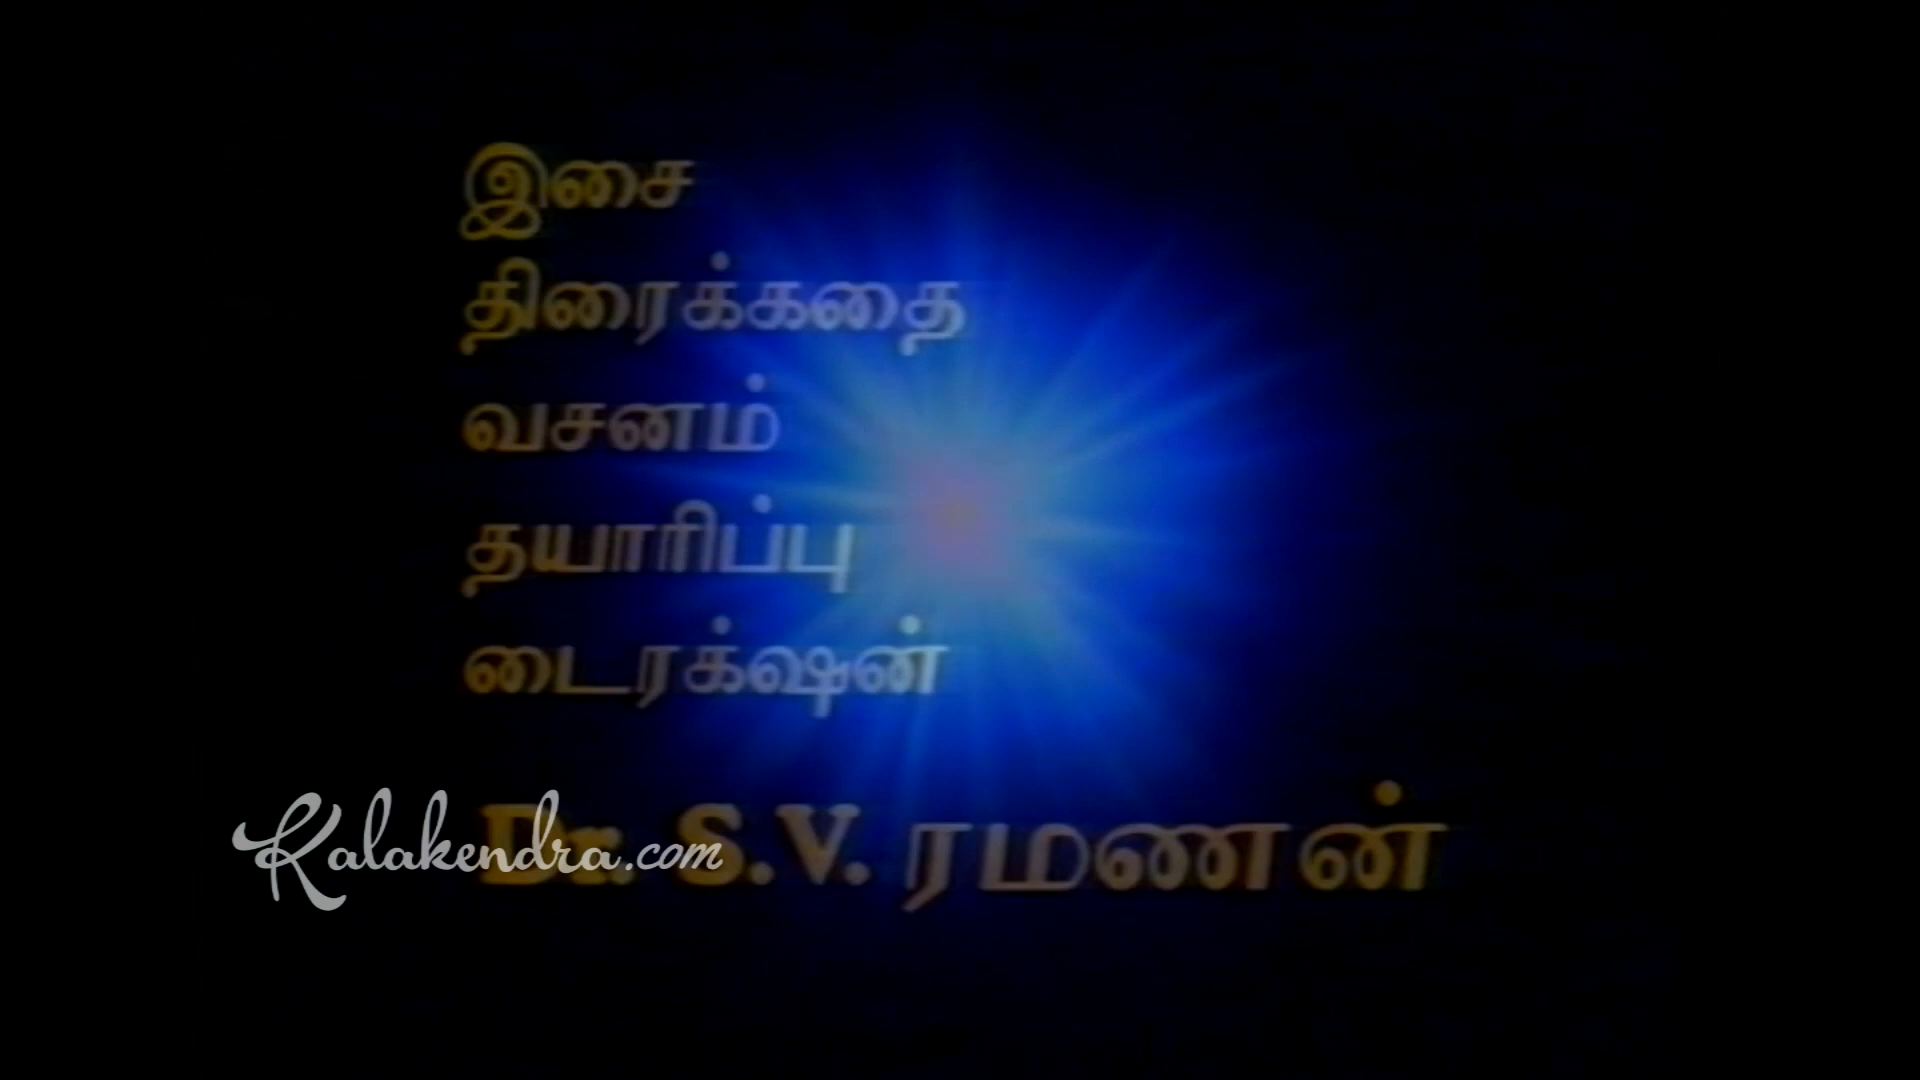 இசை
திரைக்கதை
வசனம்
தயாரிப்பு
டைரக்ஷன்
Dr. S.V. ரமணன்
Kalakendra.com